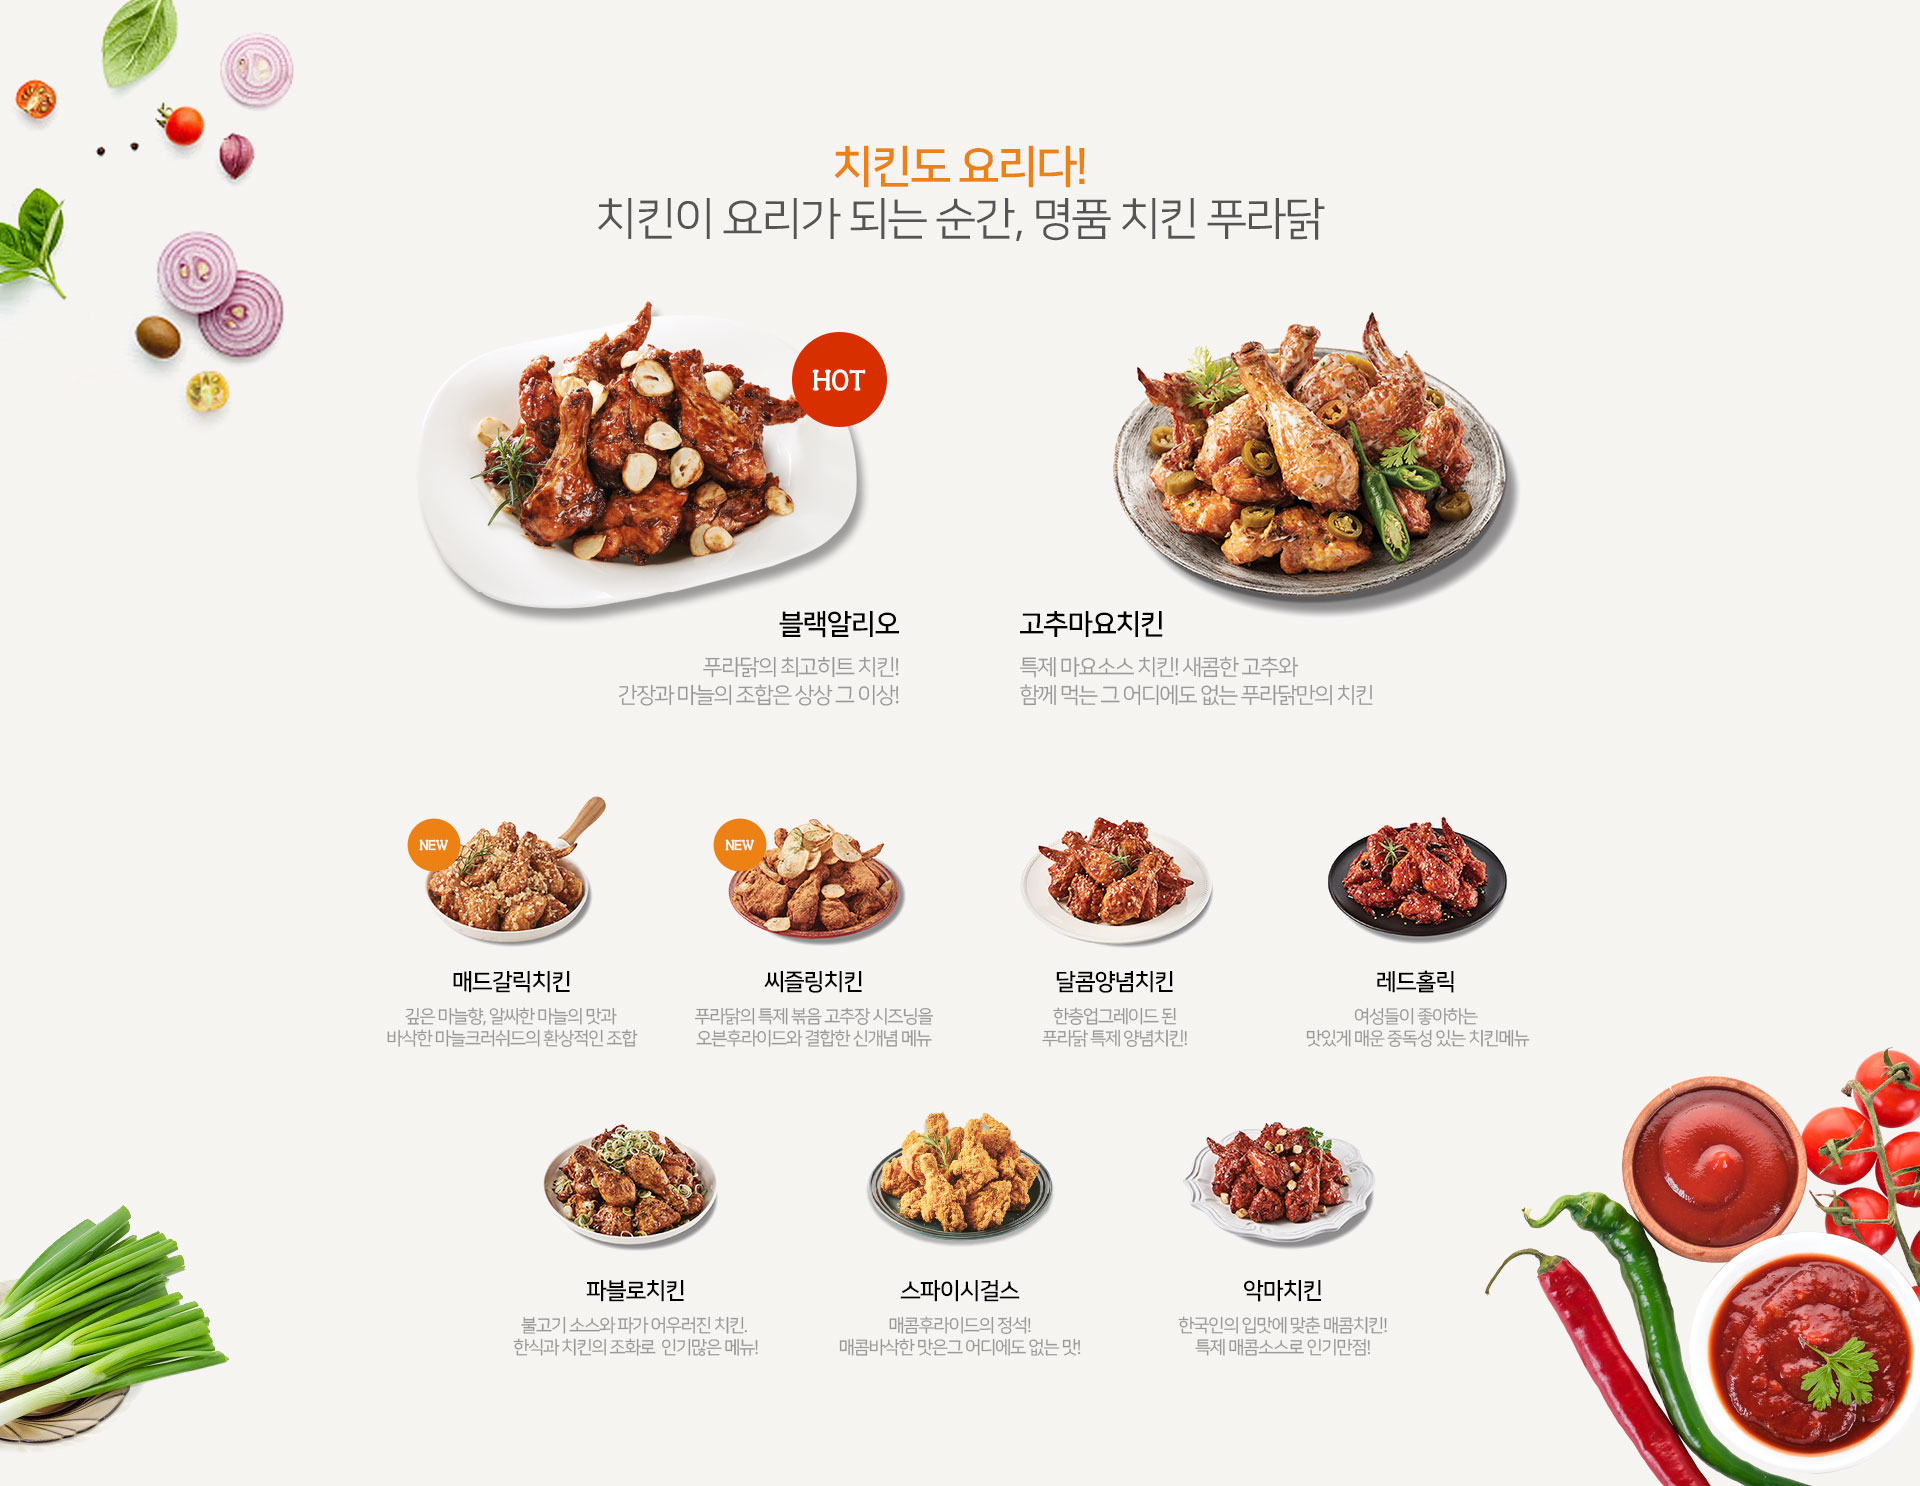 치킨도 요리다!
치킨이 요리가 되는 순간, 명품 치킨 푸라닭
HOT
블랙알리오
푸라닭의 최고히트 치킨!
간장과 마늘의 조합은 상상 그 이상!
고추마요치킨
특제 마요소스 치킨! 새콤한 고추와
함께 먹는 그 어디에도 없는 푸라닭만의 치킨
NEW
매드갈릭치킨
깊은 마늘향, 알싸한 마늘의 맛과
바삭한 마늘크러쉬드의 환상적인 조합
NEW
씨즐링치킨
푸라닭의 특제 볶음 고추장 시즈닝을
오븐후라이드와 결합한 신개념 메뉴
달콤양념치킨
한층업그레이드 된
푸라닭 특제 양념치킨!
레드홀릭
여성들이 좋아하는
맛있게 매운 중독성 있는 치킨메뉴
파블로치킨
불고기 소스와 파가 어우러진 치킨.
한식과 치킨의 조화로 인기많은 메뉴!
스파이시걸스
매콤후라이드의 정석!
매콤바삭한 맛은그 어디에도 없는 맛!
악마치킨
한국인의 입맛에 맞춘 매콤치킨!
특제 매콤소스로 인기만점!